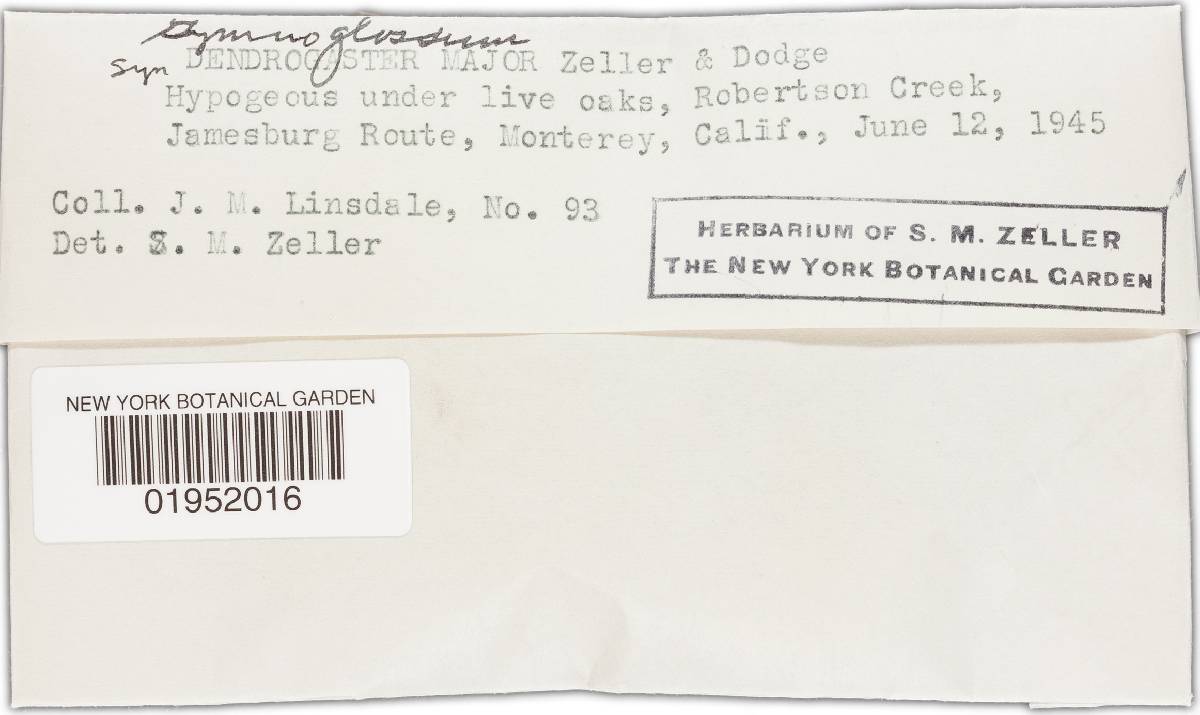 Gymnoglossum
syn DENDROGASTER MAJOR Zeller & Dodge
Hypogeous under live oaks, Robertson Creek,
Jamesburg Route, Monterey, Calif., June 12, 1945
Coll. J. M. Linsdale, No. 93
Det. S. M. Zeller
HERBARIUM OF S. M. ZELLER
THE NEW YORK BOTANICAL GARDEN
NEW YORK BOTANICAL GARDEN
01952016